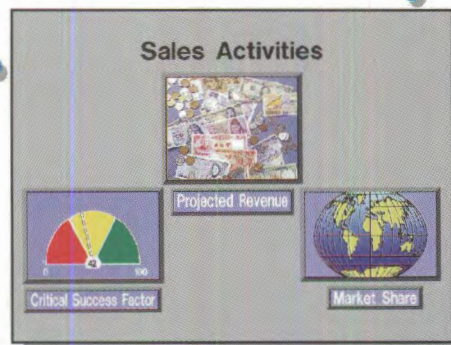 Sales Activities
Projected Revenue
0
42
100
Critical Success Factor
Market Share